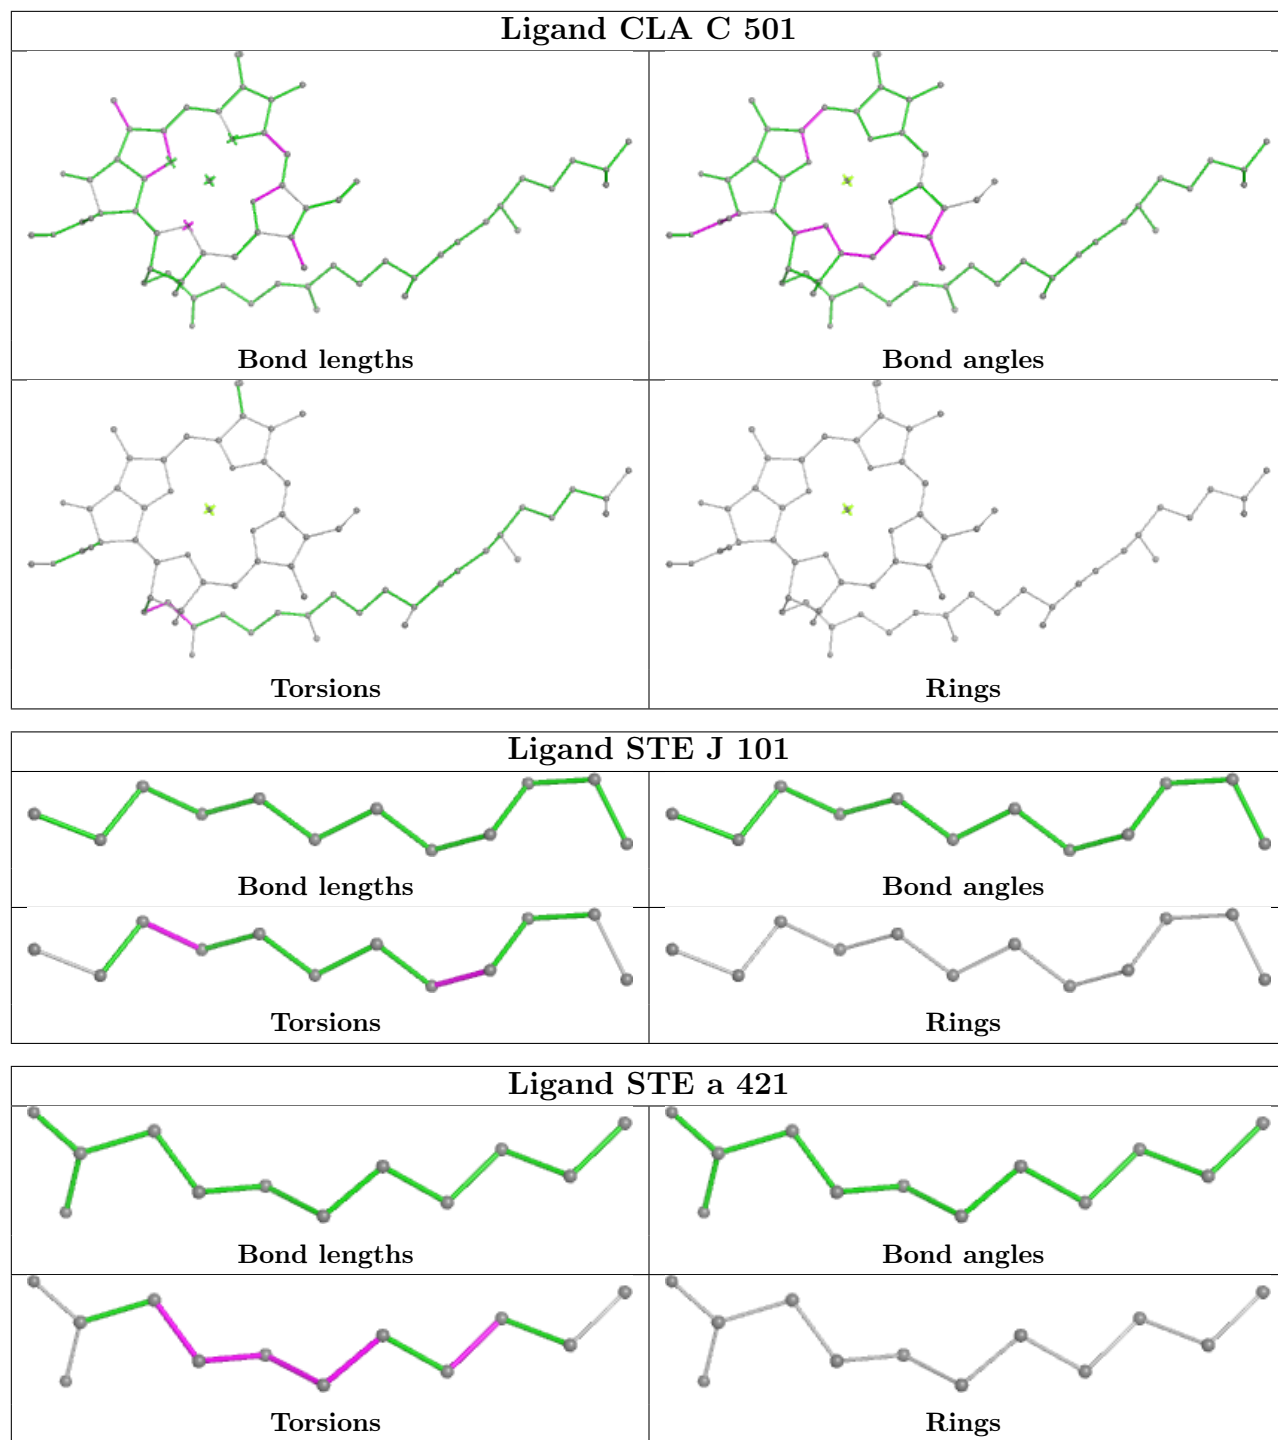 Ligand CLA C 501
Bond lengths
Bond angles
Torsions
Rings
Ligand STE J 101
Bond lengths
Bond angles
Torsions
Rings
Ligand STE a 421
Bond lengths
Bond angles
Torsions
Rings